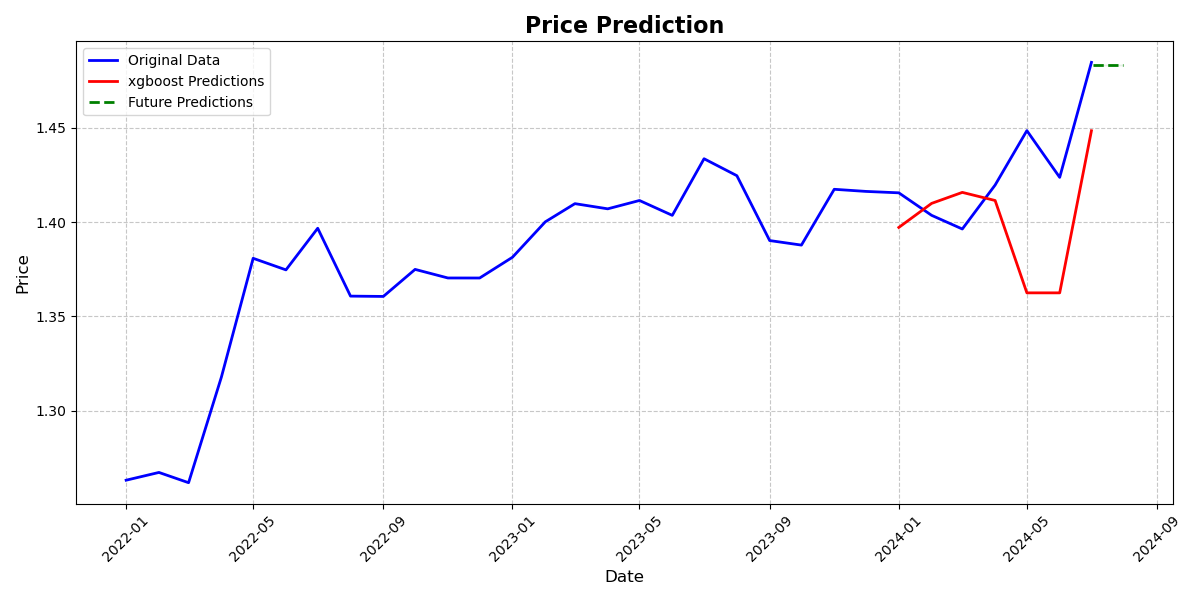 Price Prediction
Original Data
xgboost Predictions
Future Predictions
1.45
1.40
1.35
1.30
Price
2022-01
2022-05
2022-09
2023-01
2023-05
2023-09
2024-01
2024-05
2024-09
Date